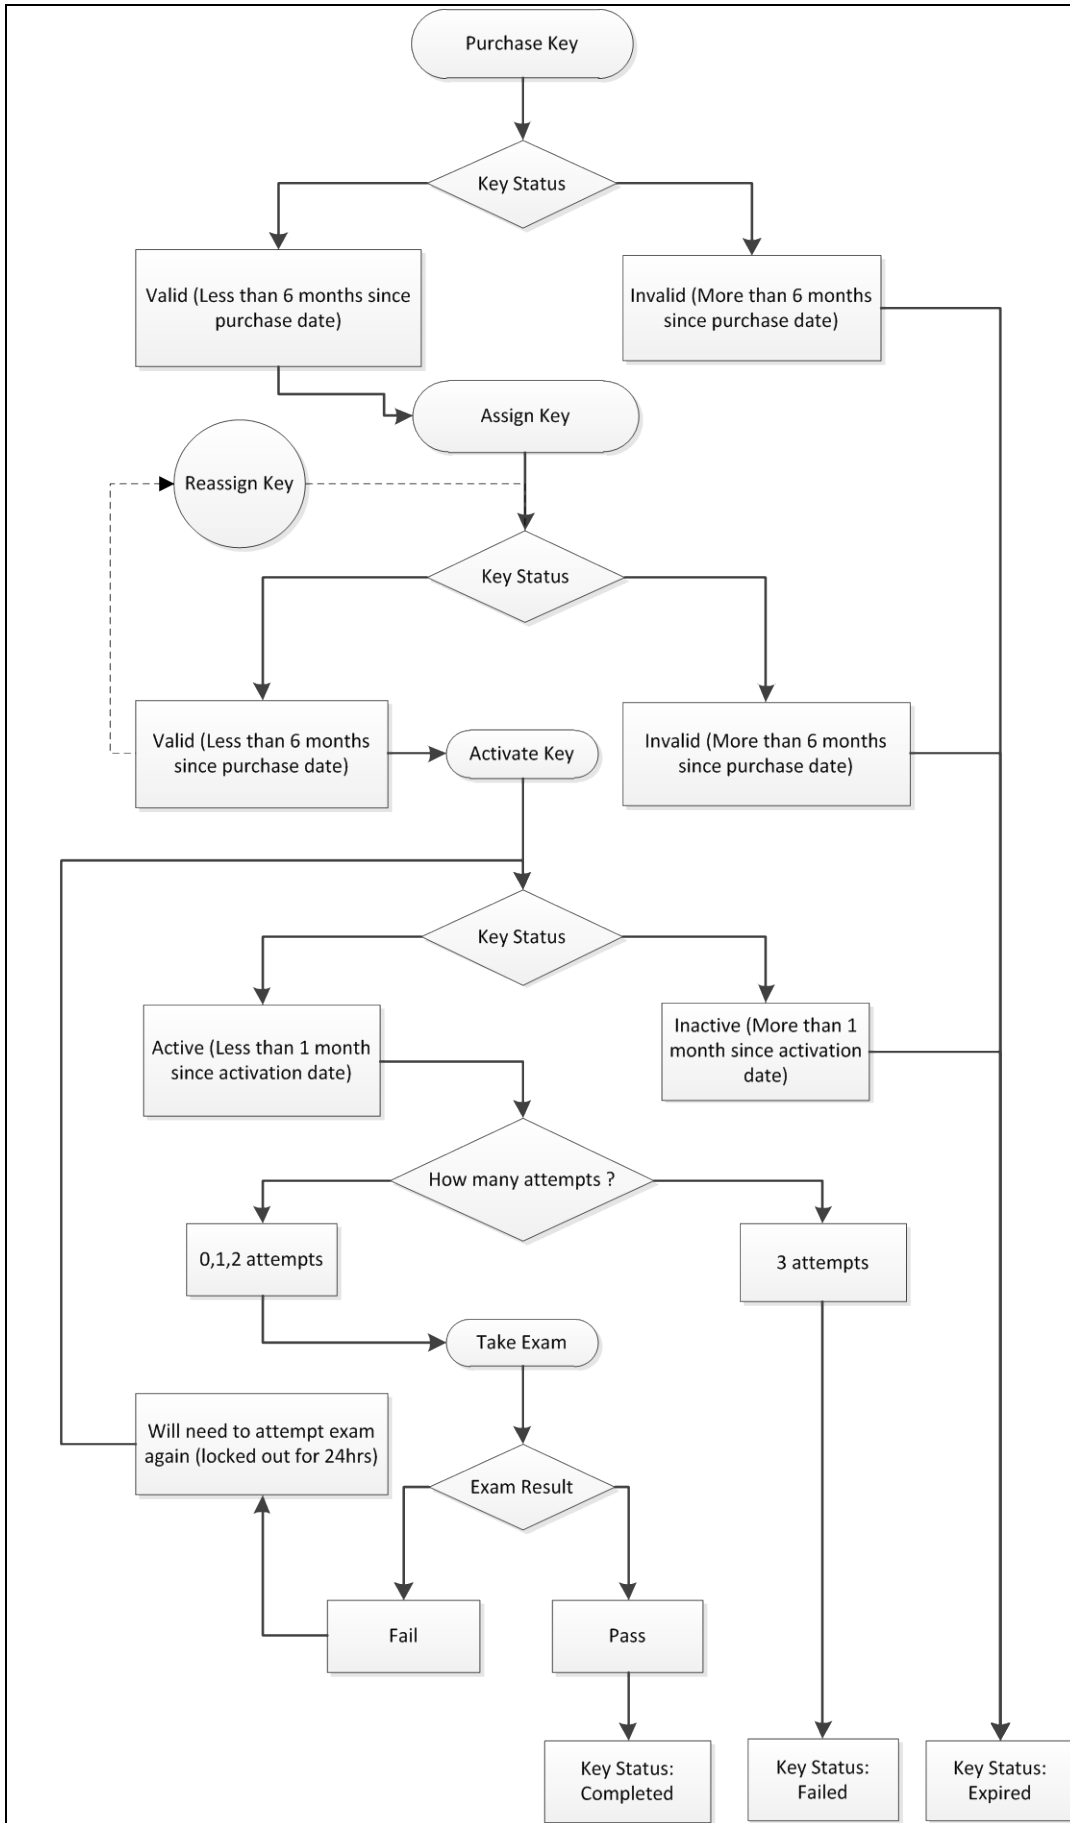 Purchase Key
Key Status
Valid (Less than 6 months since
purchase date)
Invalid (More than 6 months
since purchase date)
Assign Key
Reassign Key
Key Status
Valid (Less than 6 months
since purchase date)
Activate Key
Invalid (More than 6 months
since purchase date)
Key Status
Active (Less than 1 month
since activation date)
Inactive (More than 1
month since activation
date)
How many attempts ?
0,1,2 attempts
3 attempts
Take Exam
Will need to attempt exam
again (locked out for 24hrs)
Exam Result
Fail
Pass
Key Status:
Completed
Key Status:
Failed
Key Status:
Expired